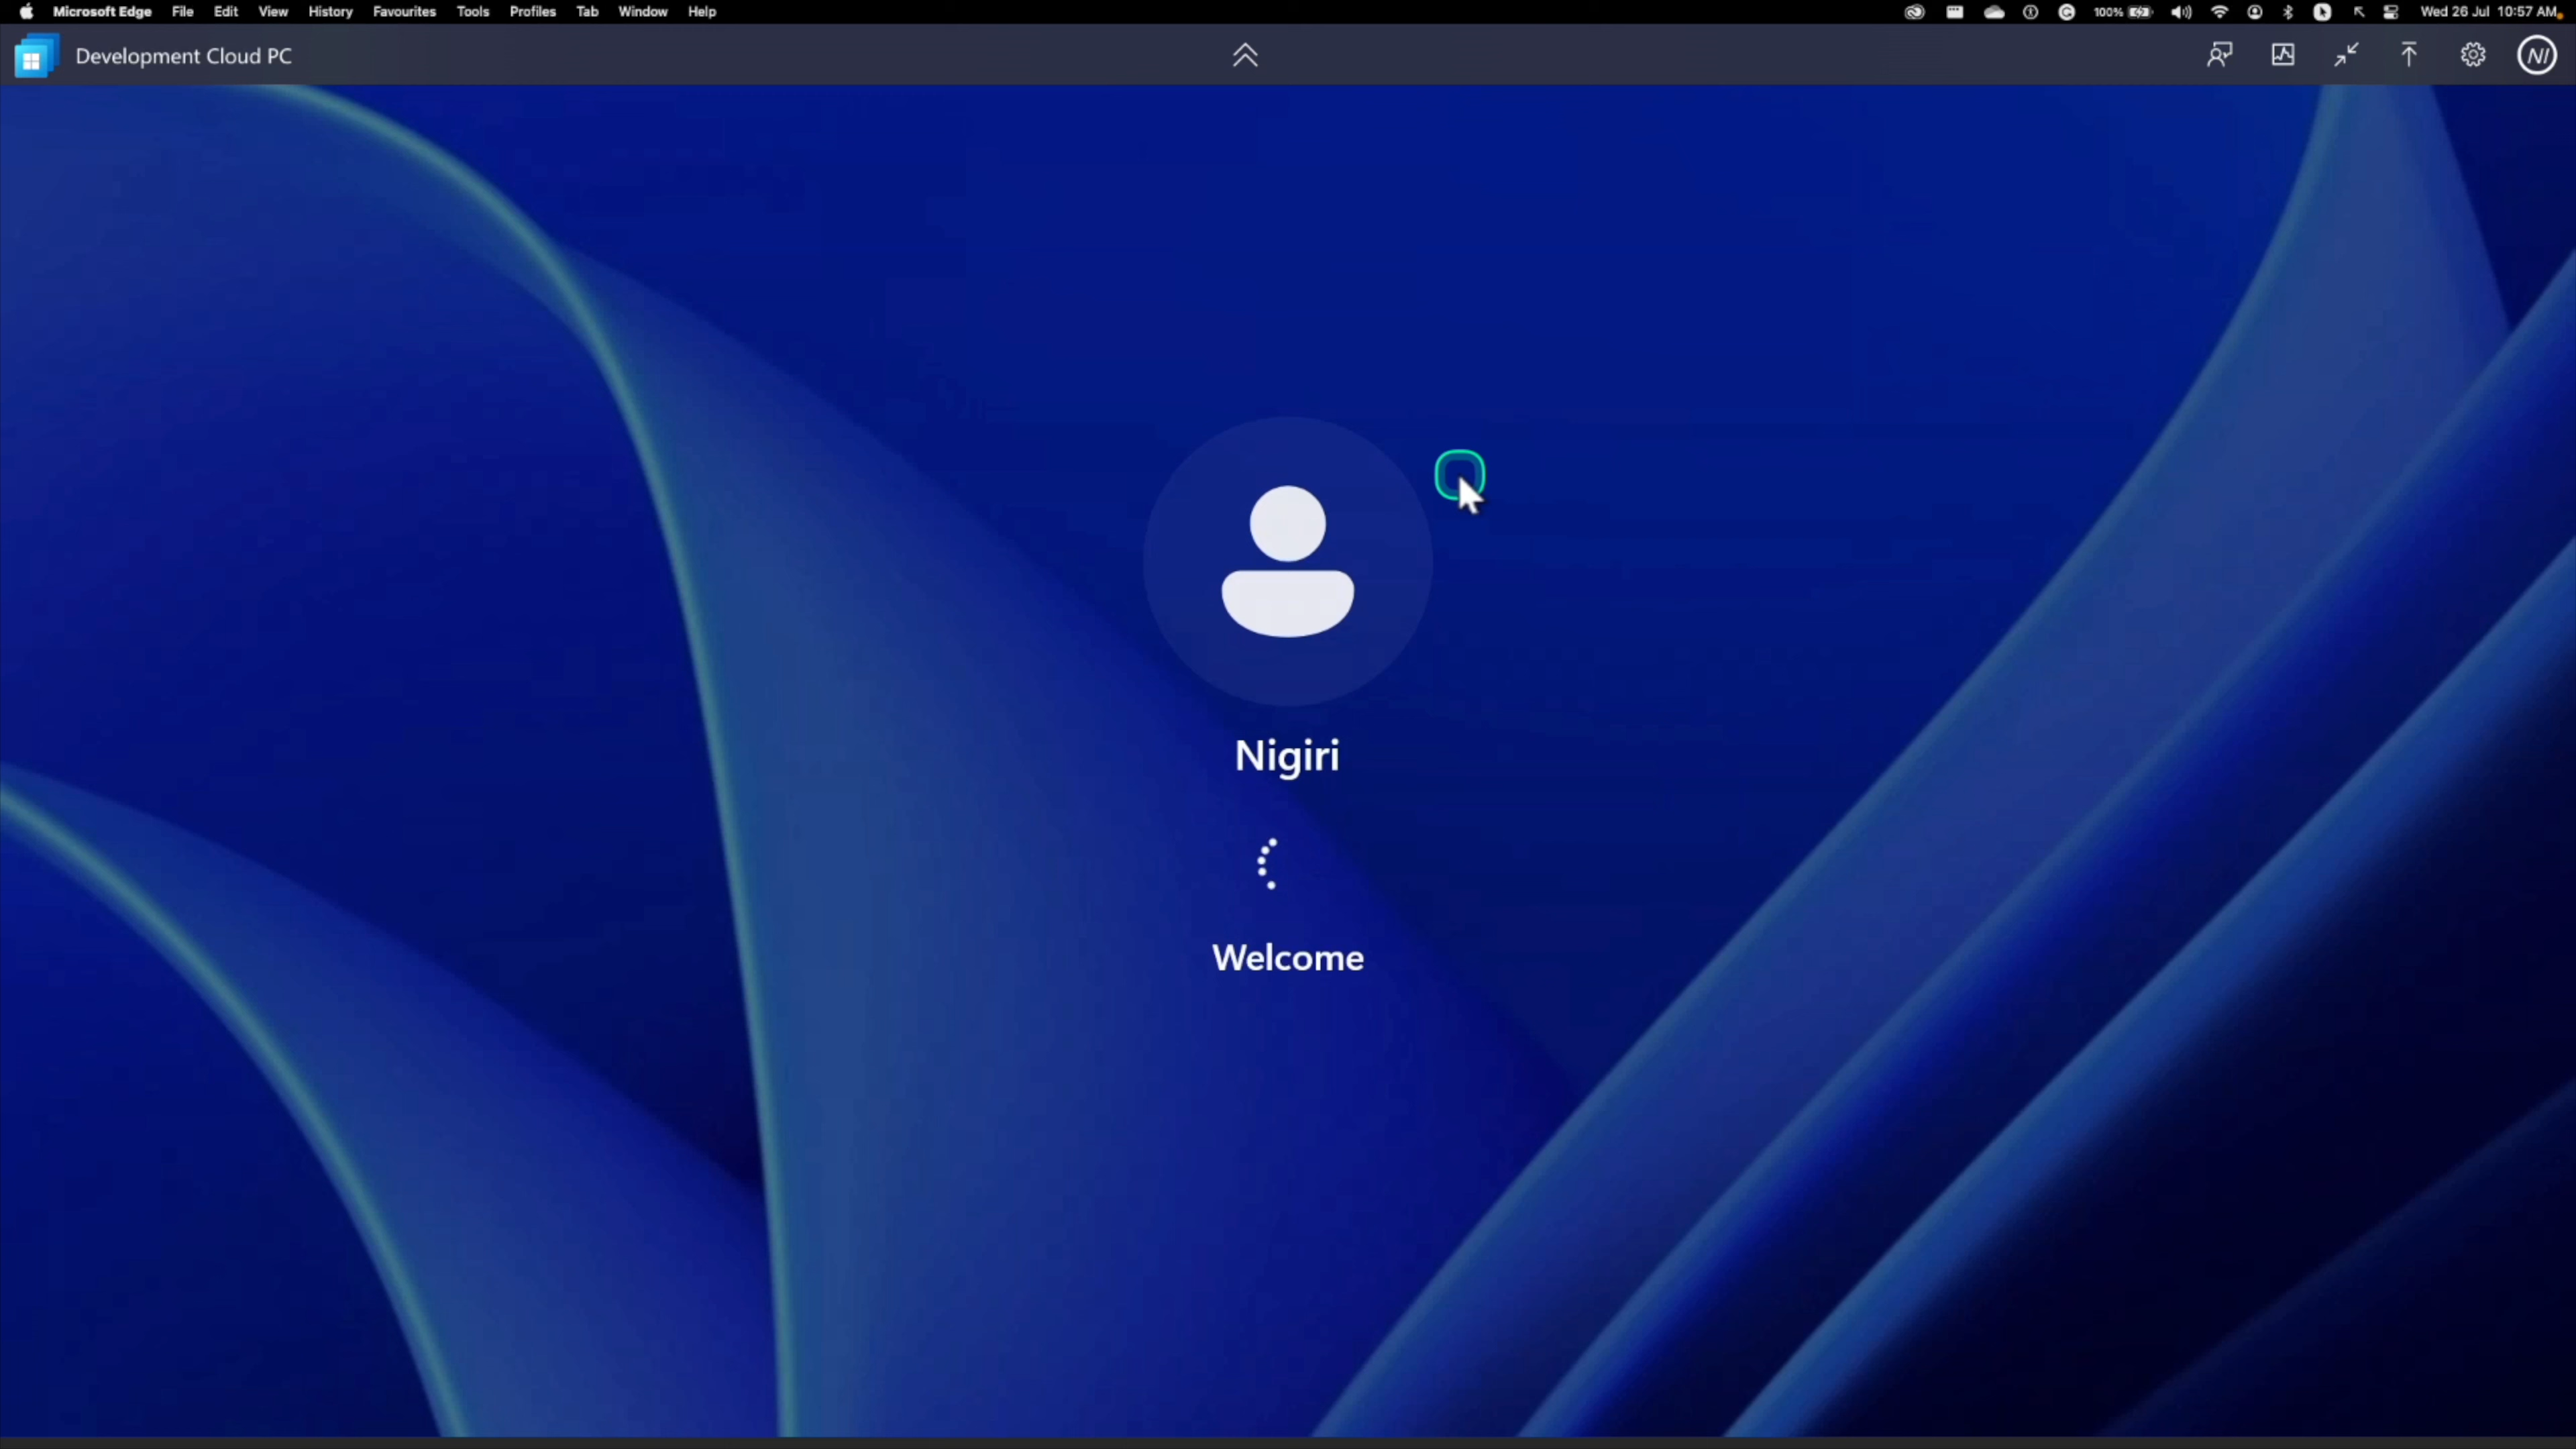 Microsoft Edge File Edit View History Favourites Tools Profiles Tab Window Help 100% Wed 26 Jul 10:57 AM
Development Cloud PC NI
Nigiri
Welcome